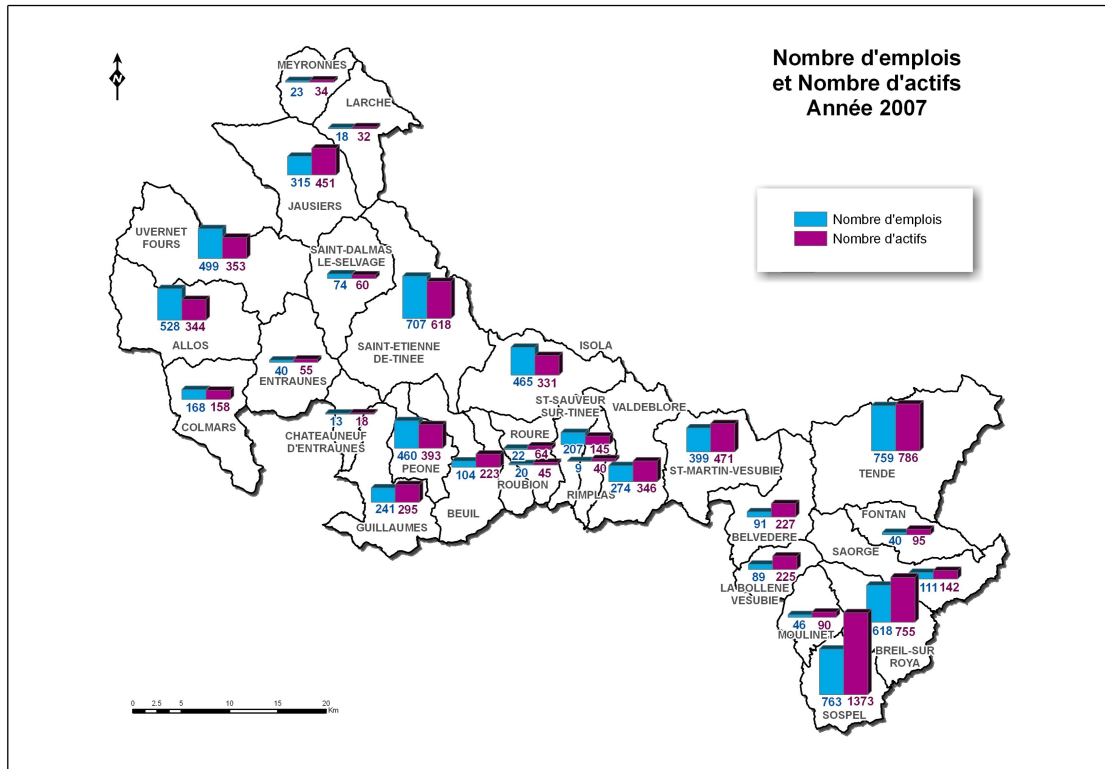 Nombre d'emplois
et Nombre d'actifs
Année 2007
N
Nombre d'emplois
Nombre d'actifs
MEYRONNES
23 34
LARCHE
18 32
315 451
JAUSIERS
UVERNET
FOURS
499 353
SAINT-DALMAS
LE-SELVAGE
74 60
528 344
ALLOS
707 618
SAINT-ETIENNE
DE-TINEE
ISOLA
465 331
40 55
ENTRAUNES
168 158
COLMARS
13 18
CHATEAUNEUF
D'ENTRAUNES
460 393
PEONE
ST-SAUVEUR
SUR-TINEE
207 145
VALDEBLORE
274 346
ROURE
22 64
20 45
ROUBION
9 40
RIMPLAS
104 223
BEUIL
241 295
GUILLAUMES
399 471
ST-MARTIN-VESUBIE
759 786
TENDE
91 227
BELVEDERE
FONTAN
40 95
SAORGE
111 142
89 225
LA BOLLENE
VESUBIE
46 90
MOULINET
618 755
BREIL-SUR
ROYA
763 1373
SOSPEL
0 2.5 5 10 15 20
Km